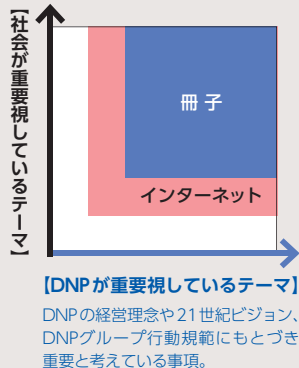 【社会が重要視しているテーマ】
冊 子
インターネット
【DNPが重要視しているテーマ】
DNPの経営理念や21世紀ビジョン、
DNPグループ行動規範にもとづき
重要と考えている事項。